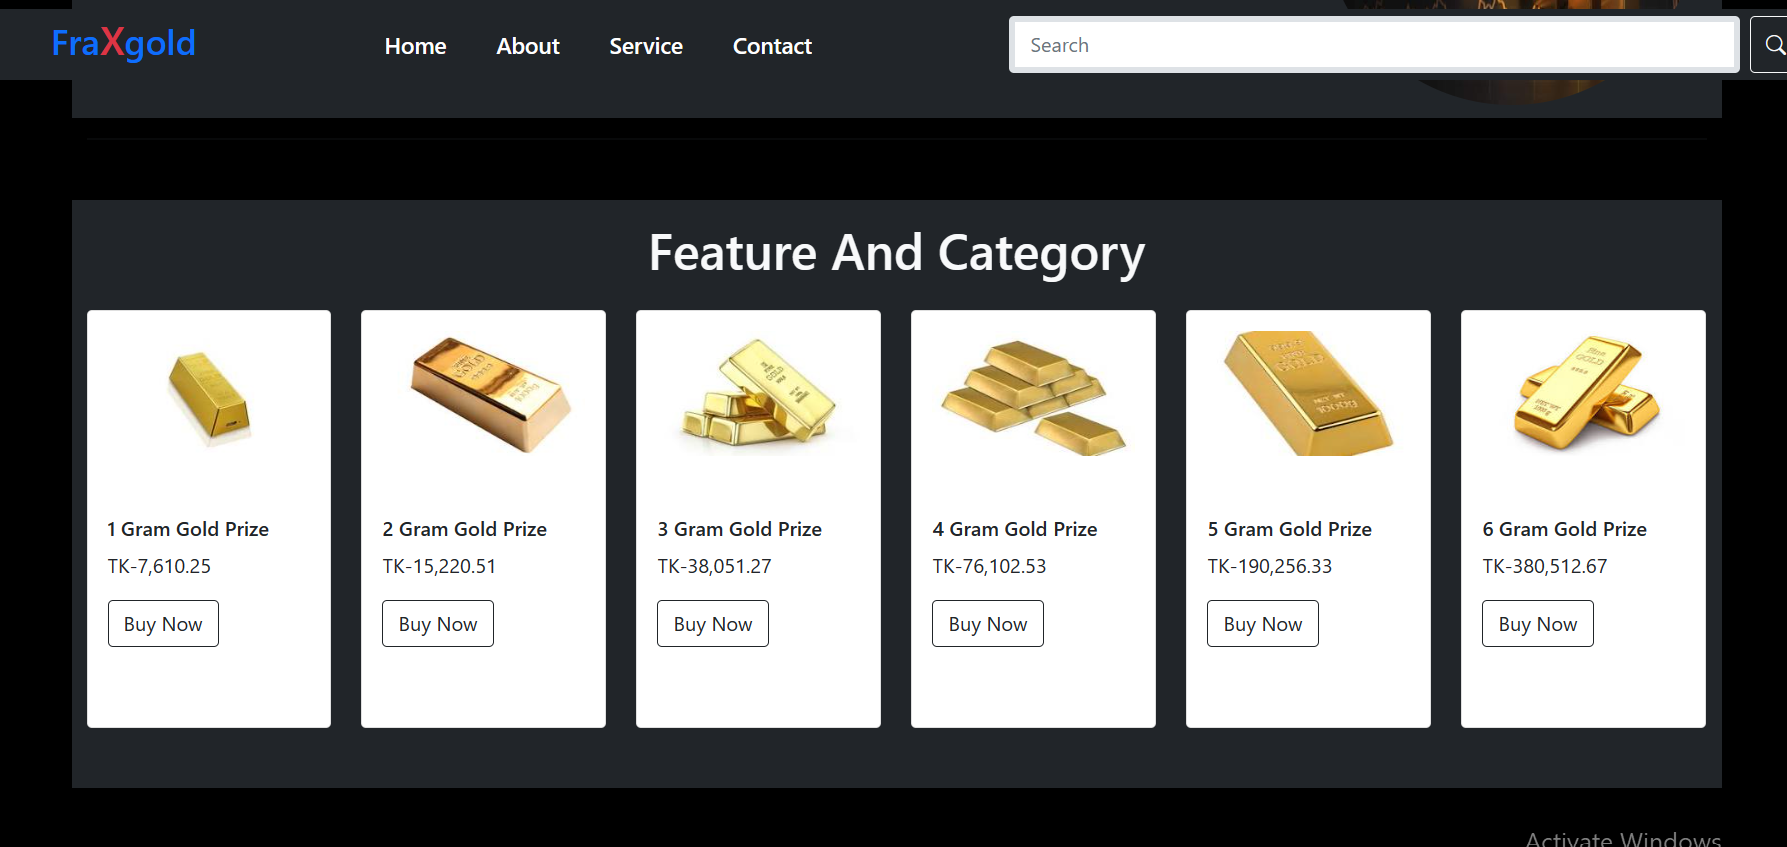 FraXgold
Home
About
Service
Contact
Search
Feature And Category
1 Gram Gold Prize
TK-7,610.25
Buy Now
2 Gram Gold Prize
TK-15,220.51
Buy Now
3 Gram Gold Prize
TK-38,051.27
Buy Now
4 Gram Gold Prize
TK-76,102.53
Buy Now
5 Gram Gold Prize
TK-190,256.33
Buy Now
6 Gram Gold Prize
TK-380,512.67
Buy Now
Activate Windows